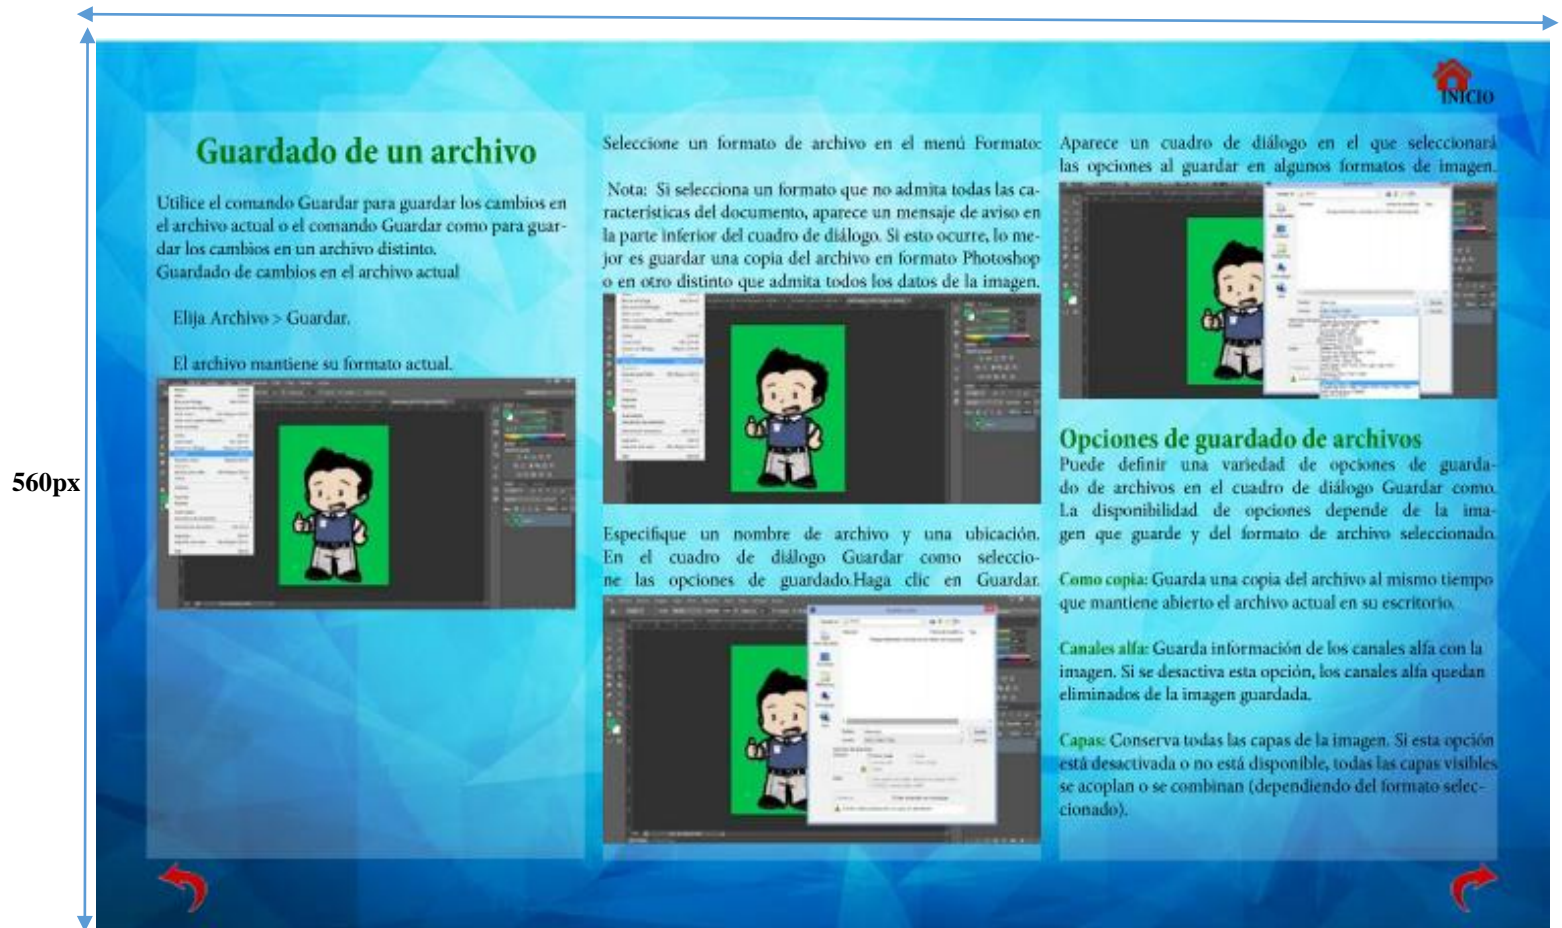 560px
INICIO
Guardado de un archivo
Utilice el comando Guardar para guardar los cambios en
el archivo actual o el comando Guardar como para guar-
dar los cambios en un archivo distinto.
Guardado de cambios en el archivo actual
Elija Archivo > Guardar.
El archivo mantiene su formato actual.
Seleccione un formato de archivo en el menú Formato:
Nota: Si selecciona un formato que no admita todas las ca-
racterísticas del documento, aparece un mensaje de aviso en
la parte inferior del cuadro de diálogo. Si esto ocurre, lo me-
jor es guardar una copia del archivo en formato Photoshop
o en otro distinto que admita todos los datos de la imagen.
Especifique un nombre de archivo y una ubicación.
En el cuadro de diálogo Guardar como seleccio-
ne las opciones de guardado.Haga clic en Guardar.
Aparece un cuadro de diálogo en el que seleccionará
las opciones al guardar en algunos formatos de imagen.
Opciones de guardado de archivos
Puede definir una variedad de opciones de guarda-
do de archivos en el cuadro de diálogo Guardar como.
La disponibilidad de opciones depende de la ima-
gen que guarde y del formato de archivo seleccionado.
Como copia: Guarda una copia del archivo al mismo tiempo
que mantiene abierto el archivo actual en su escritorio.
Canales alfa: Guarda información de los canales alfa con la
imagen. Si se desactiva esta opción, los canales alfa quedan
eliminados de la imagen guardada.
Capas: Conserva todas las capas de la imagen. Si esta opción
está desactivada o no está disponible, todas las capas visibles
se acoplan o se combinan (dependiendo del formato selec-
cionado).